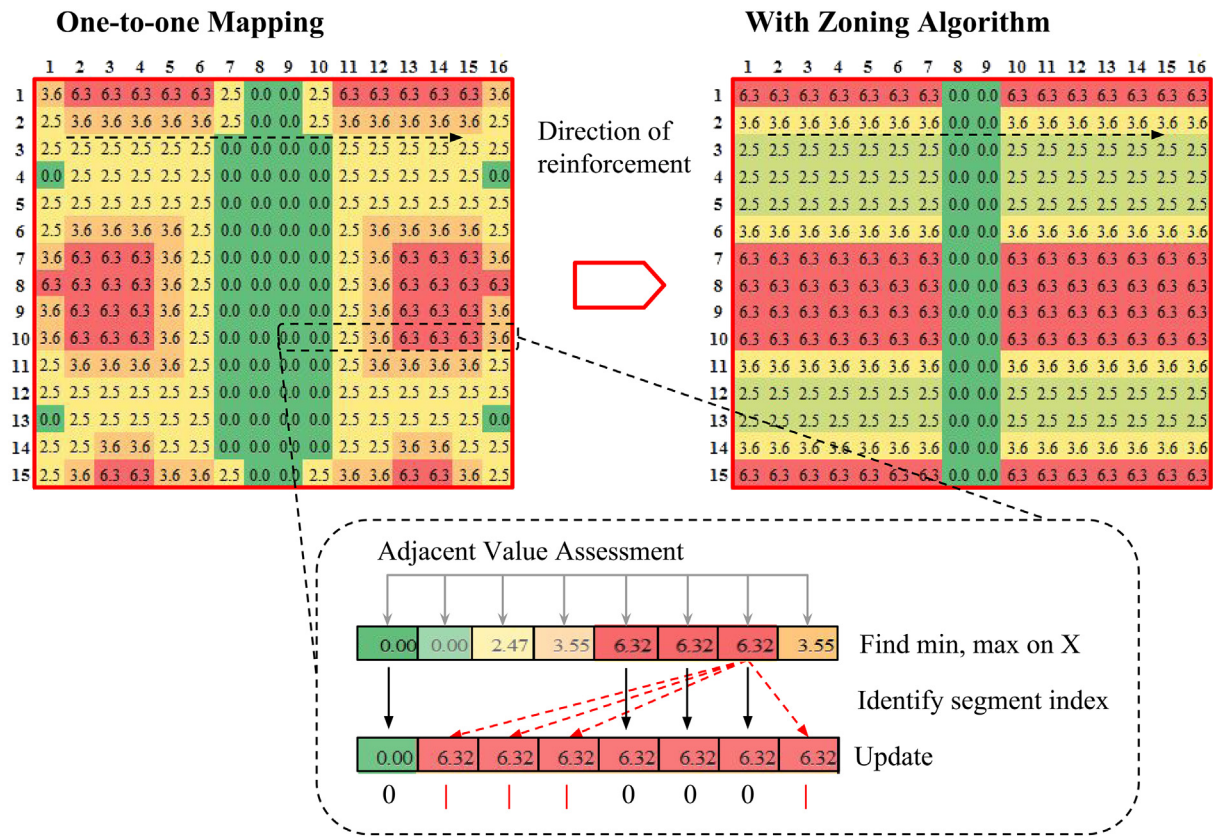 One-to-one Mapping
With Zoning Algorithm
1 2 3 4 5 6 7 8 9 10 11 12 13 14 15 16
1 3.6 6.3 6.3 6.3 6.3 6.3 2.5 0.0 0.0 2.5 6.3 6.3 6.3 6.3 6.3 3.6
2 2.5 3.6 3.6 3.6 3.6 3.6 2.5 0.0 0.0 2.5 3.6 3.6 3.6 3.6 3.6 2.5
3 2.5 2.5 2.5 2.5 2.5 2.5 0.0 0.0 0.0 0.0 2.5 2.5 2.5 2.5 2.5 2.5
4 0.0 2.5 2.5 2.5 2.5 2.5 0.0 0.0 0.0 0.0 2.5 2.5 2.5 2.5 2.5 0.0
5 2.5 2.5 2.5 2.5 2.5 2.5 0.0 0.0 0.0 0.0 2.5 2.5 2.5 2.5 2.5 2.5
6 2.5 3.6 3.6 3.6 3.6 2.5 0.0 0.0 0.0 0.0 2.5 3.6 3.6 3.6 3.6 2.5
7 3.6 6.3 6.3 6.3 3.6 2.5 0.0 0.0 0.0 0.0 2.5 3.6 6.3 6.3 6.3 3.6
8 6.3 6.3 6.3 6.3 3.6 2.5 0.0 0.0 0.0 0.0 2.5 3.6 6.3 6.3 6.3 6.3
9 3.6 6.3 6.3 6.3 3.6 2.5 0.0 0.0 0.0 0.0 2.5 3.6 6.3 6.3 6.3 3.6
10 3.6 6.3 6.3 6.3 3.6 2.5 0.0 0.0 0.0 0.0 2.5 3.6 6.3 6.3 6.3 3.6
11 2.5 3.6 3.6 3.6 3.6 2.5 0.0 0.0 0.0 0.0 2.5 3.6 3.6 3.6 3.6 2.5
12 2.5 2.5 2.5 2.5 2.5 2.5 0.0 0.0 0.0 0.0 2.5 2.5 2.5 2.5 2.5 2.5
13 0.0 2.5 2.5 2.5 2.5 2.5 0.0 0.0 0.0 0.0 2.5 2.5 2.5 2.5 2.5 0.0
14 2.5 2.5 3.6 3.6 2.5 2.5 0.0 0.0 0.0 0.0 2.5 2.5 3.6 3.6 2.5 2.5
15 2.5 3.6 6.3 6.3 3.6 3.6 2.5 0.0 0.0 2.5 3.6 3.6 6.3 6.3 3.6 2.5
Direction of
reinforcement
1 2 3 4 5 6 7 8 9 10 11 12 13 14 15 16
1 6.3 6.3 6.3 6.3 6.3 6.3 6.3 0.0 0.0 6.3 6.3 6.3 6.3 6.3 6.3 6.3
2 3.6 3.6 3.6 3.6 3.6 3.6 3.6 0.0 0.0 3.6 3.6 3.6 3.6 3.6 3.6 3.6
3 2.5 2.5 2.5 2.5 2.5 2.5 2.5 0.0 0.0 2.5 2.5 2.5 2.5 2.5 2.5 2.5
4 2.5 2.5 2.5 2.5 2.5 2.5 2.5 0.0 0.0 2.5 2.5 2.5 2.5 2.5 2.5 2.5
5 2.5 2.5 2.5 2.5 2.5 2.5 2.5 0.0 0.0 2.5 2.5 2.5 2.5 2.5 2.5 2.5
6 3.6 3.6 3.6 3.6 3.6 3.6 3.6 0.0 0.0 3.6 3.6 3.6 3.6 3.6 3.6 3.6
7 6.3 6.3 6.3 6.3 6.3 6.3 6.3 0.0 0.0 6.3 6.3 6.3 6.3 6.3 6.3 6.3
8 6.3 6.3 6.3 6.3 6.3 6.3 6.3 0.0 0.0 6.3 6.3 6.3 6.3 6.3 6.3 6.3
9 6.3 6.3 6.3 6.3 6.3 6.3 6.3 0.0 0.0 6.3 6.3 6.3 6.3 6.3 6.3 6.3
10 6.3 6.3 6.3 6.3 6.3 6.3 6.3 0.0 0.0 6.3 6.3 6.3 6.3 6.3 6.3 6.3
11 3.6 3.6 3.6 3.6 3.6 3.6 3.6 0.0 0.0 3.6 3.6 3.6 3.6 3.6 3.6 3.6
12 2.5 2.5 2.5 2.5 2.5 2.5 2.5 0.0 0.0 2.5 2.5 2.5 2.5 2.5 2.5 2.5
13 2.5 2.5 2.5 2.5 2.5 2.5 2.5 0.0 0.0 2.5 2.5 2.5 2.5 2.5 2.5 2.5
14 3.6 3.6 3.6 3.6 3.6 3.6 3.6 0.0 0.0 3.6 3.6 3.6 3.6 3.6 3.6 3.6
15 6.3 6.3 6.3 6.3 6.3 6.3 6.3 0.0 0.0 6.3 6.3 6.3 6.3 6.3 6.3 6.3
Adjacent Value Assessment
0.00 0.00 2.47 3.55 6.32 6.32 6.32 3.55 Find min, max on X
Identify segment index
0.00 6.32 6.32 6.32 6.32 6.32 6.32 6.32 Update
0 | | | 0 0 0 |